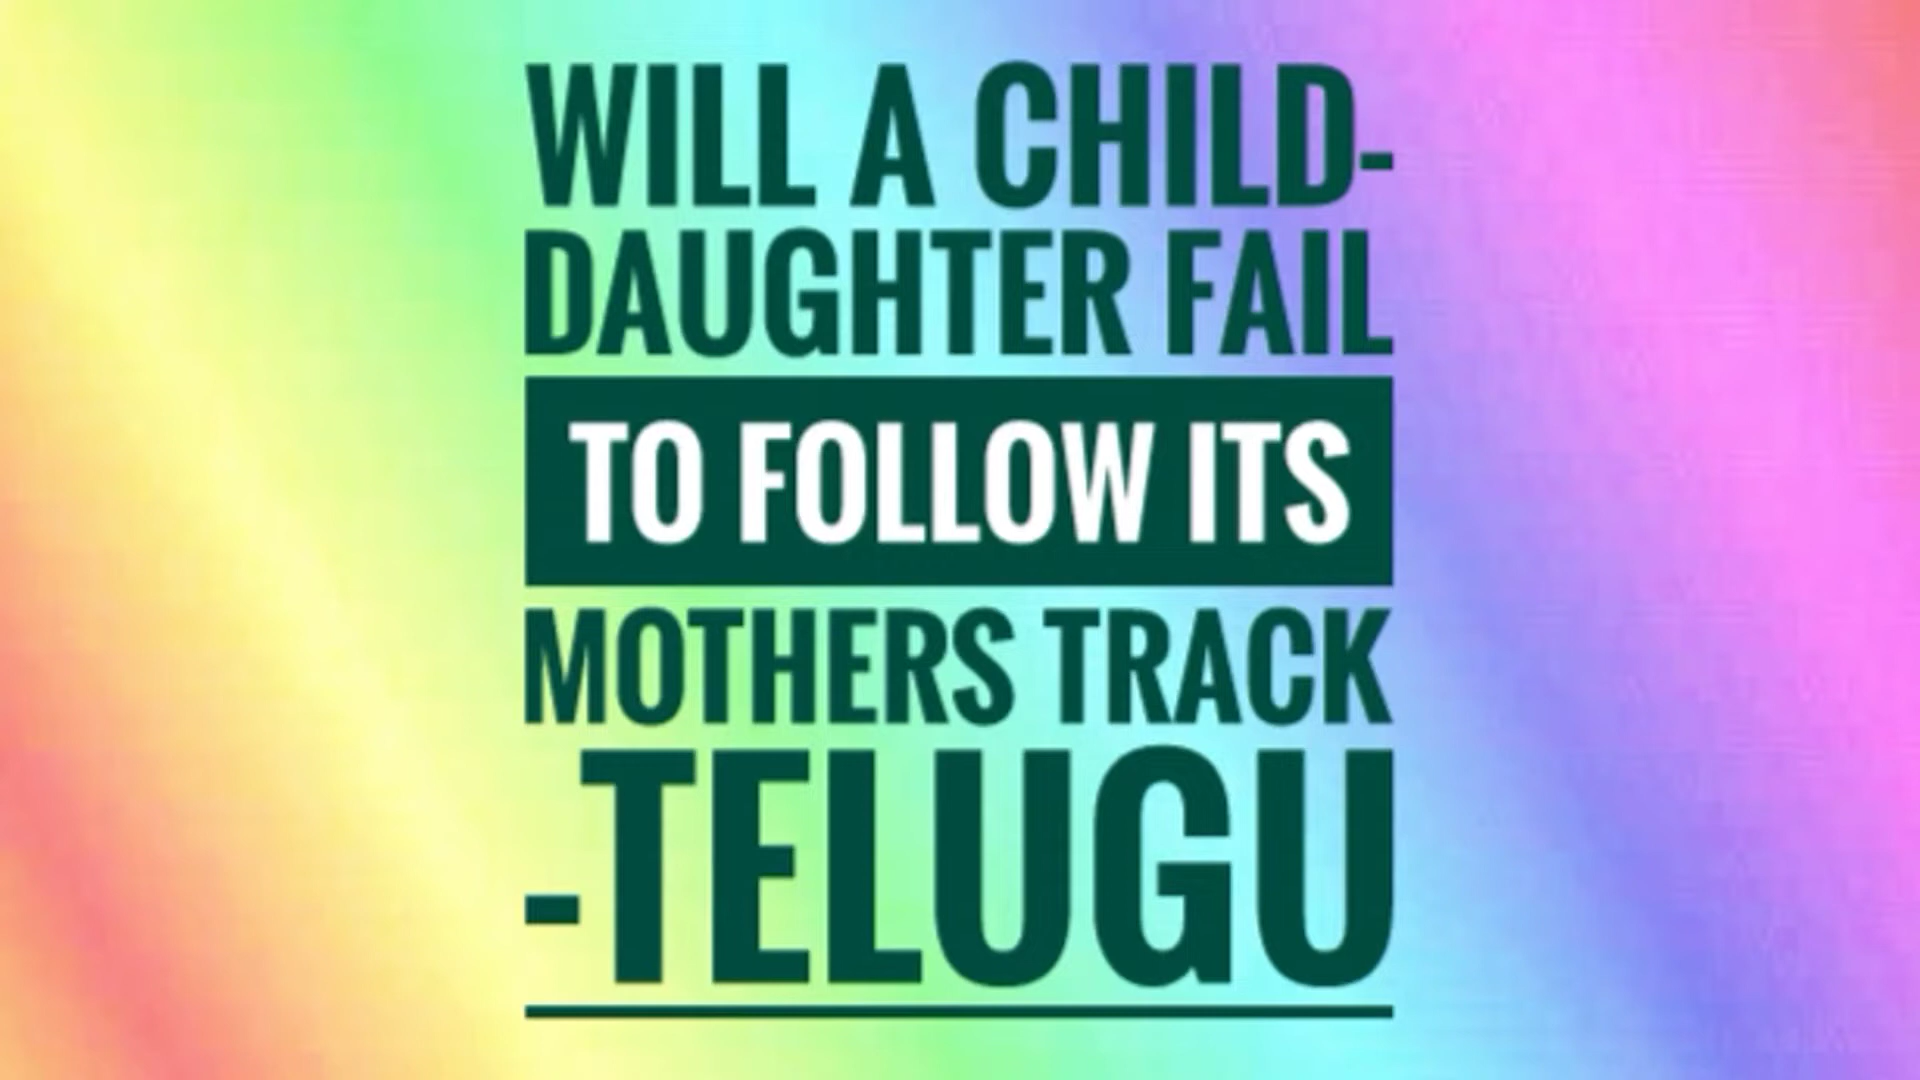 WILL A CHILD-
DAUGHTER FAIL
TO FOLLOW ITS
MOTHERS TRACK
-TELUGU